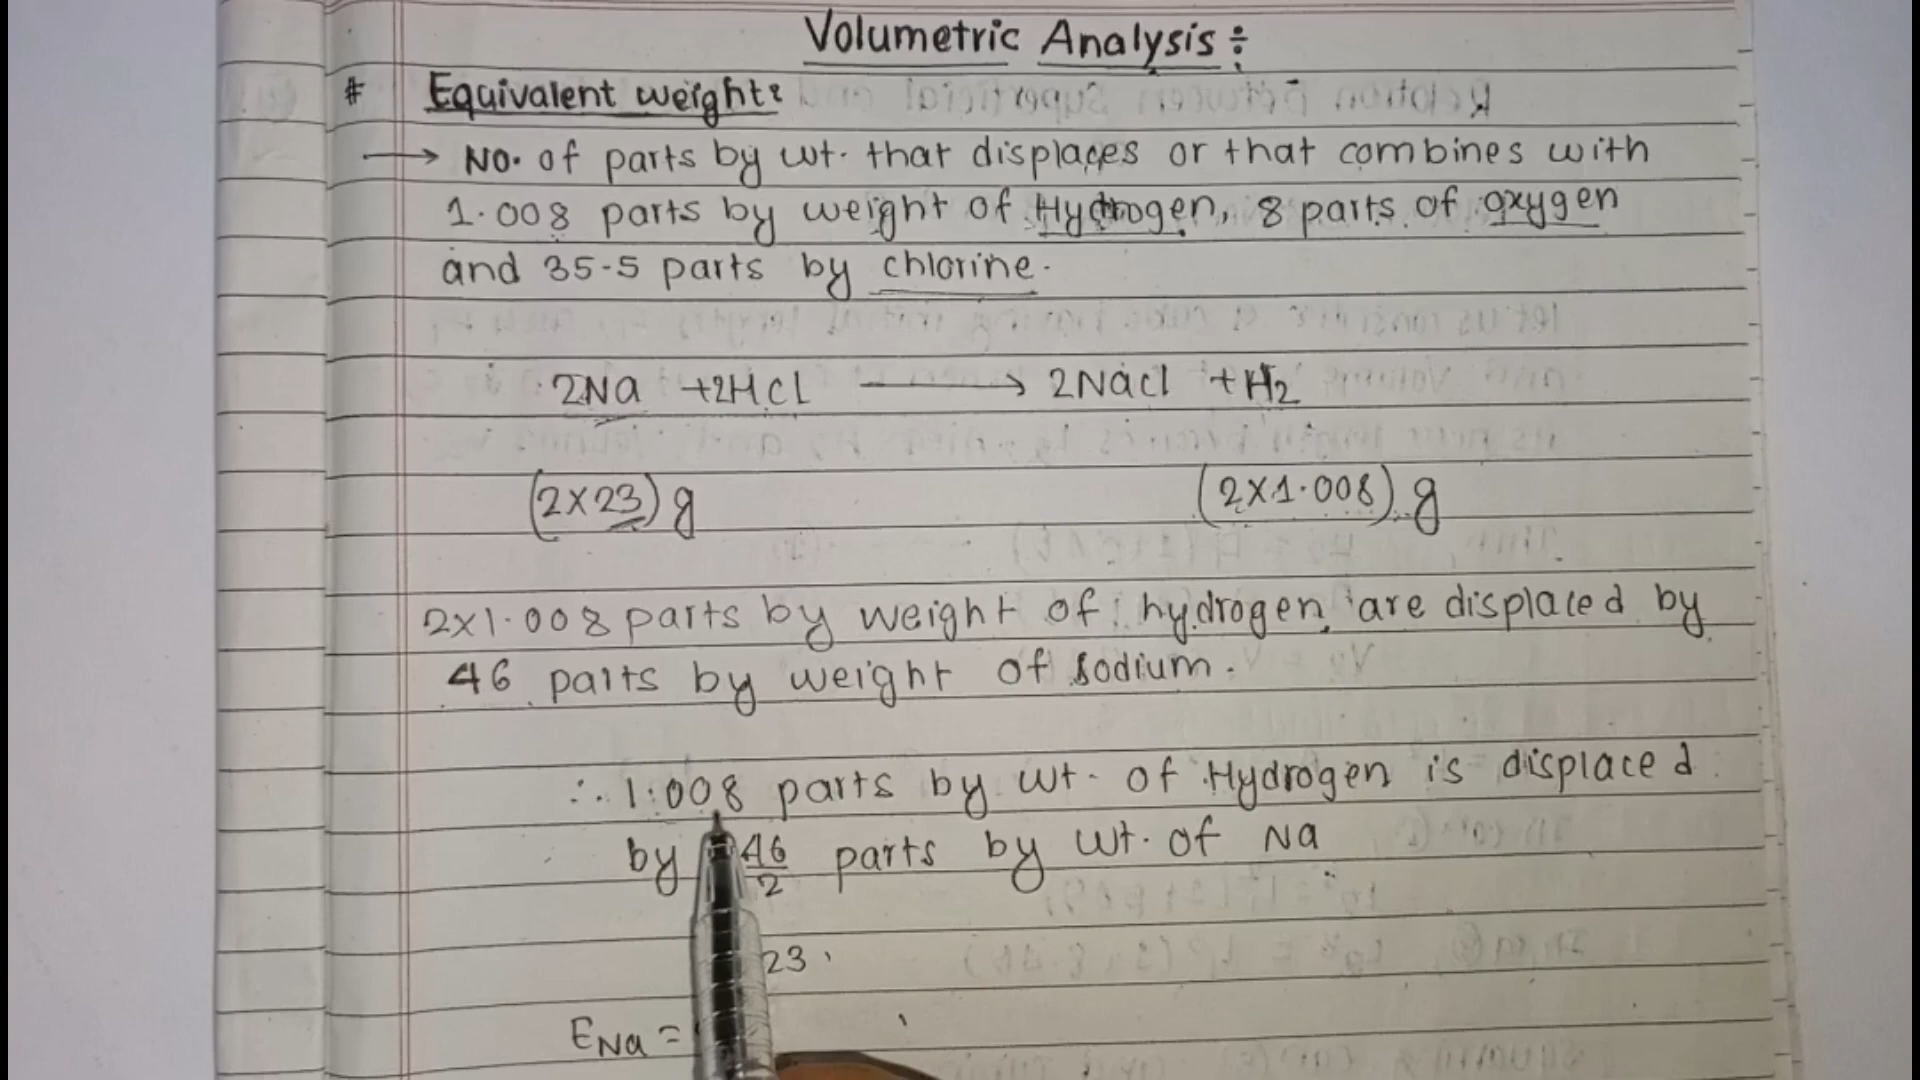 Volumetric Analysis:
# Equivalent weight:
→ No. of parts by wt. that displaces or that combines with
1.008 parts by weight of Hydrogen, 8 parts of oxygen
and 35.5 parts by chlorine.
2Na +2HCl → 2NaCl + H2
(2×23)g (2×1.008)g
2×1.008 parts by weight of hydrogen are displaced by
46 parts by weight of sodium.
∴ 1.008 parts by wt. of Hydrogen is displaced
by 46/2 parts by wt. of Na
23
ENa =